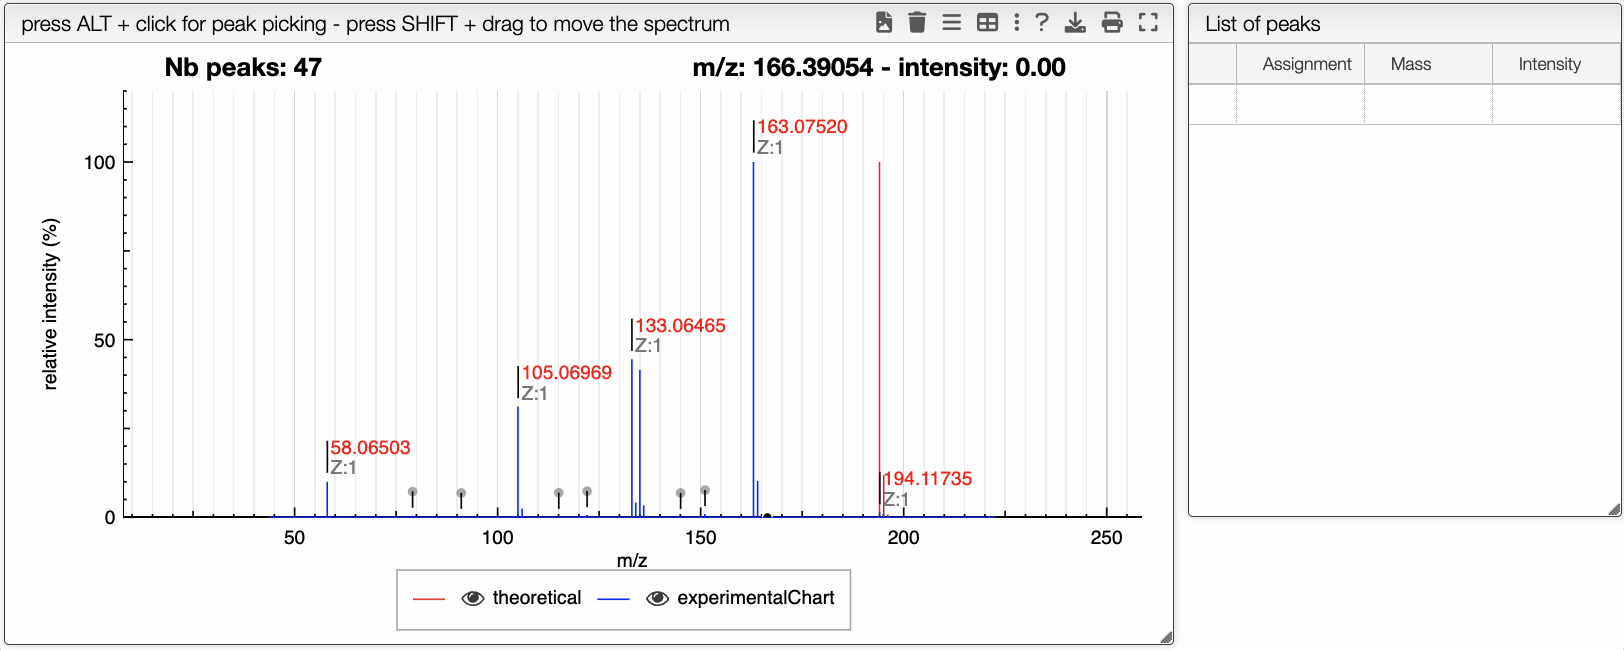 press ALT + click for peak picking - press SHIFT + drag to move the spectrum
?
Nb peaks: 47
m/z: 166.39054 - intensity: 0.00
163.07520
Z:1
100
133.06465
Z:1
50
105.06969
Z:1
58.06503
Z:1
194.11735
Z:1
0
relative intensity (%)
50
100
150
200
250
m/z
theoretical
experimentalChart
List of peaks
Assignment
Mass
Intensity